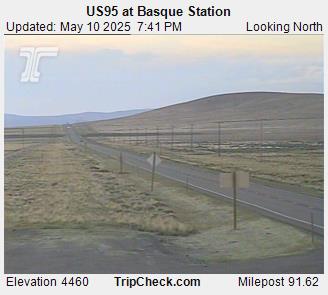 US95 at Basque Station
Updated: May 10 2025 7:41 PM Looking North
Elevation 4460 TripCheck.com Milepost 91.62